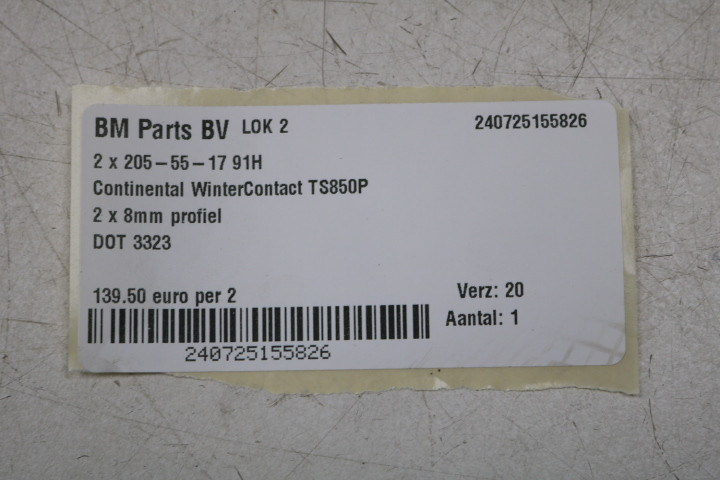 BM Parts BV LOK 2 240725155826
2 x 205-55-17 91H
Continental WinterContact TS850P
2 x 8mm profiel
DOT 3323
139.50 euro per 2 Verz: 20
Aantal: 1
240725155826